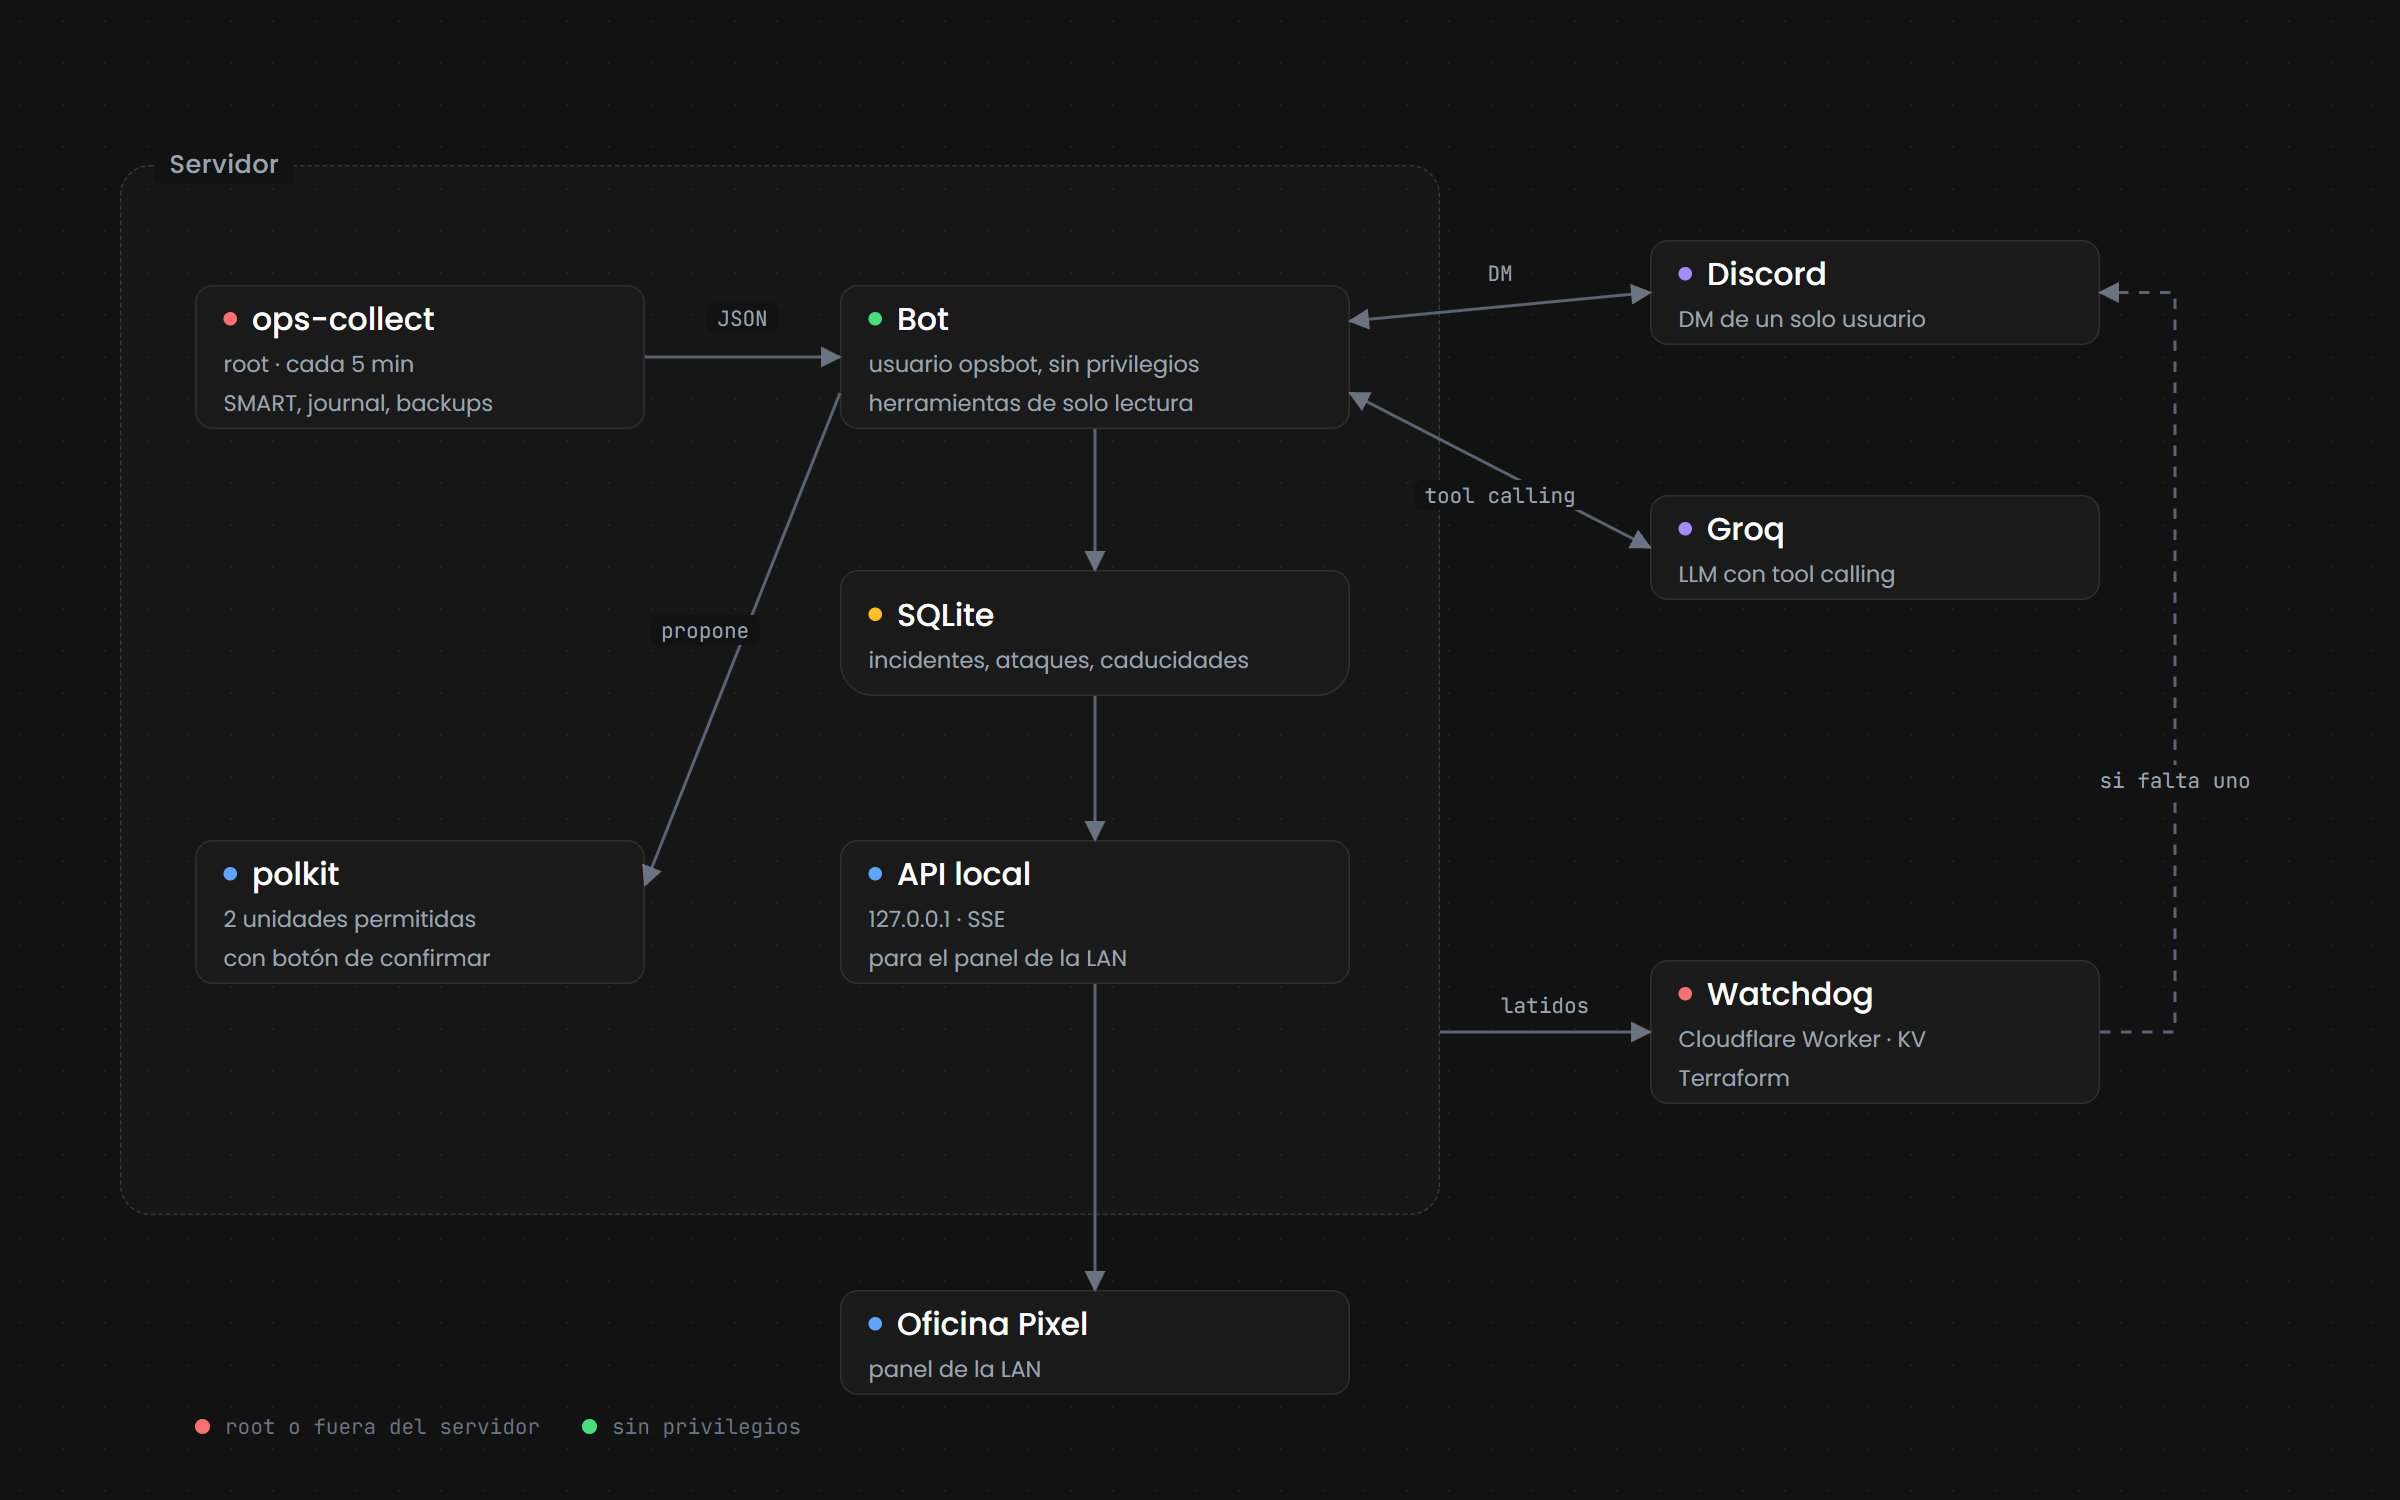 Servidor
ops-collect
root · cada 5 min
SMART, journal, backups
JSON
Bot
usuario opsbot, sin privilegios
herramientas de solo lectura
DM
Discord
DM de un solo usuario
tool calling
Groq
LLM con tool calling
propone
SQLite
incidentes, ataques, caducidades
si falta uno
polkit
2 unidades permitidas
con botón de confirmar
API local
127.0.0.1 · SSE
para el panel de la LAN
latidos
Watchdog
Cloudflare Worker · KV
Terraform
Oficina Pixel
panel de la LAN
root o fuera del servidor
sin privilegios